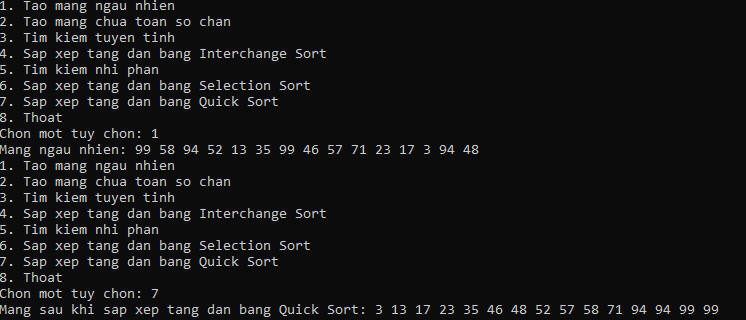 1. Tao mang ngau nhien
2. Tao mang chua toan so chan
3. Tim kiem tuyen tinh
4. Sap xep tang dan bang Interchange Sort
5. Tim kiem nhi phan
6. Sap xep tang dan bang Selection Sort
7. Sap xep tang dan bang Quick Sort
8. Thoat
Chon mot tuy chon: 1
Mang ngau nhien: 99 58 94 52 13 35 99 46 57 71 23 17 3 94 48
1. Tao mang ngau nhien
2. Tao mang chua toan so chan
3. Tim kiem tuyen tinh
4. Sap xep tang dan bang Interchange Sort
5. Tim kiem nhi phan
6. Sap xep tang dan bang Selection Sort
7. Sap xep tang dan bang Quick Sort
8. Thoat
Chon mot tuy chon: 7
Mang sau khi sap xep tang dan bang Quick Sort: 3 13 17 23 35 46 48 52 57 58 71 94 94 99 99